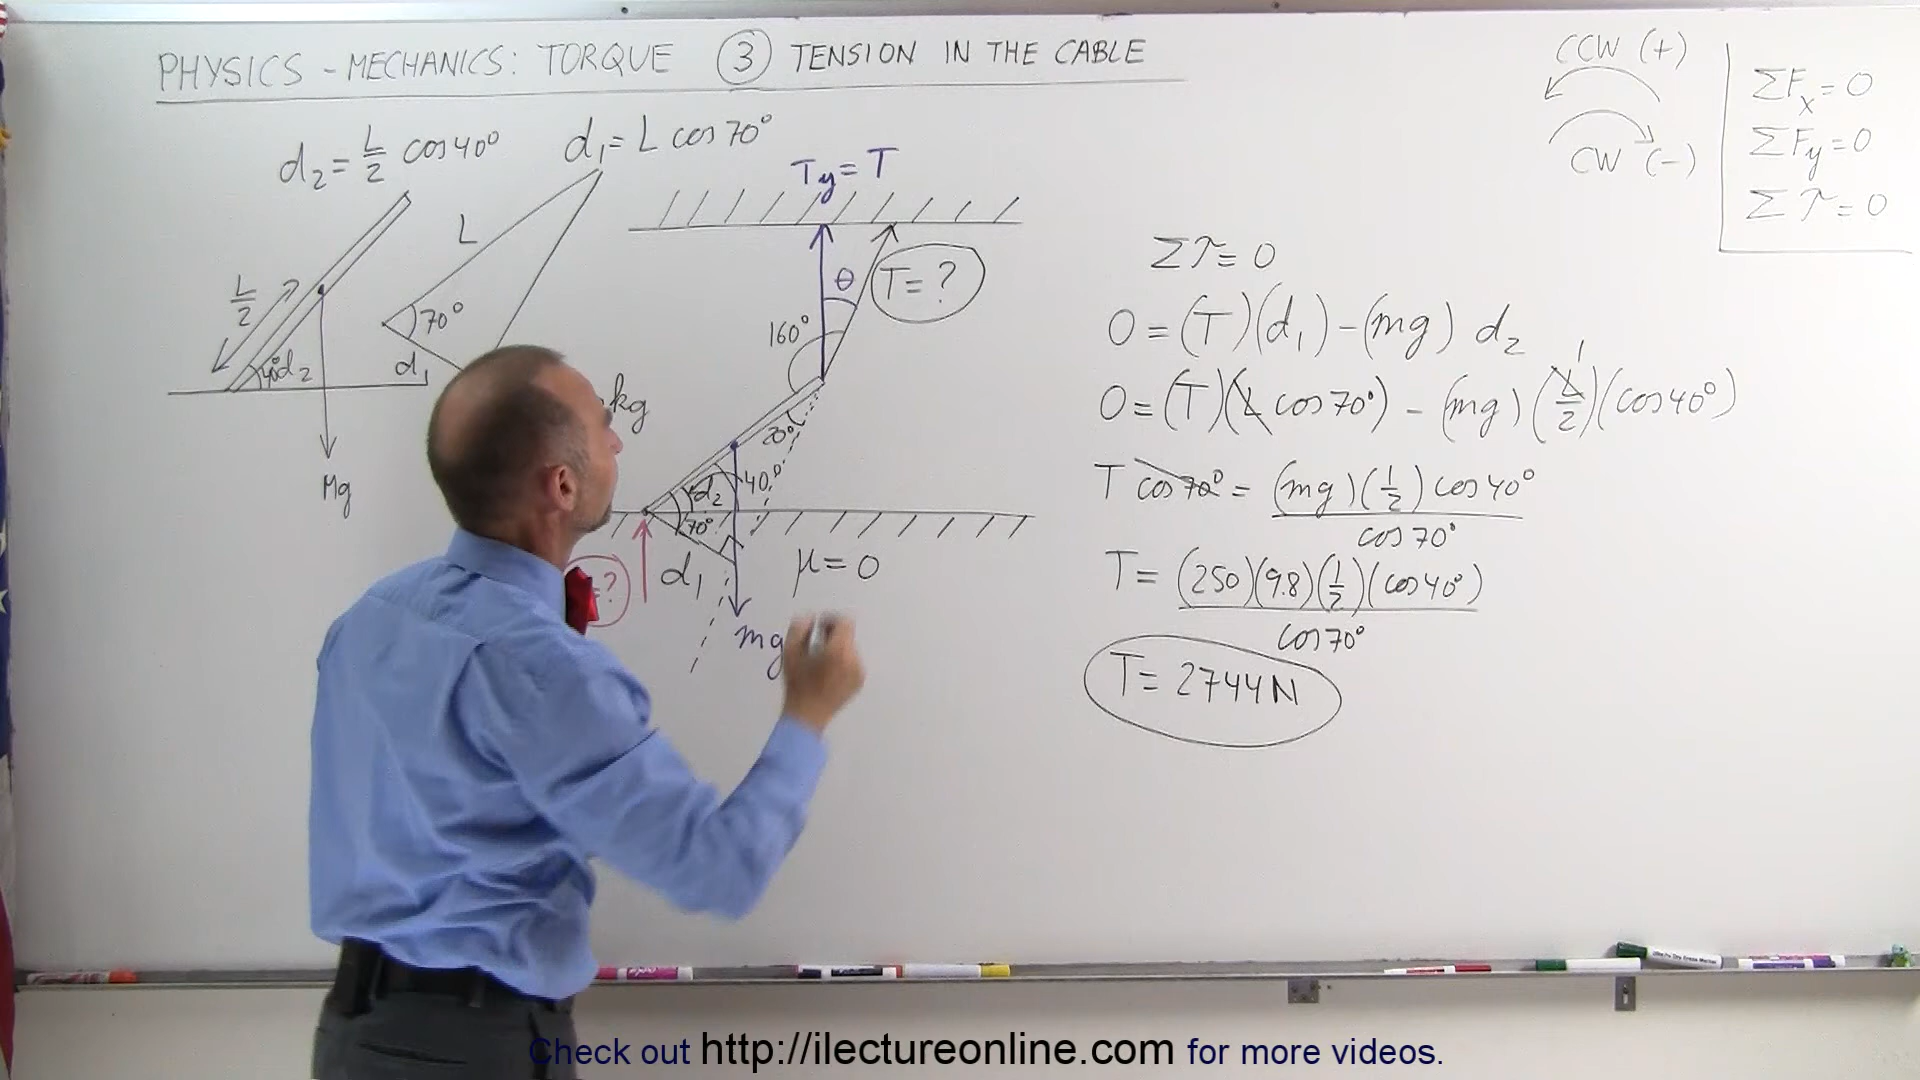 PHYSICS - MECHANICS: TORQUE ③ TENSION IN THE CABLE
d₂ = L/2 cos 40°
d₁ = L cos 70°
Ty = T
L
L/2
70°
40°
d₂
d₁
Mg
kg
θ
T = ?
160°
20°
40°
d₂
70°
d₁
=?
μ = 0
mg
CCW (+)
CW (-)
ΣFx = 0
ΣFy = 0
Στ = 0
Στ = 0
0 = (T)(d₁) - (mg) d₂
0 = (T)(L cos 70°) - (mg)(L/2)(cos 40°)
1
T cos 70° = (mg)(1/2) cos 40°
cos 70°
T = (250)(9.8)(1/2)(cos 40°)
cos 70°
T = 2744 N
Check out http://ilectureonline.com for more videos.